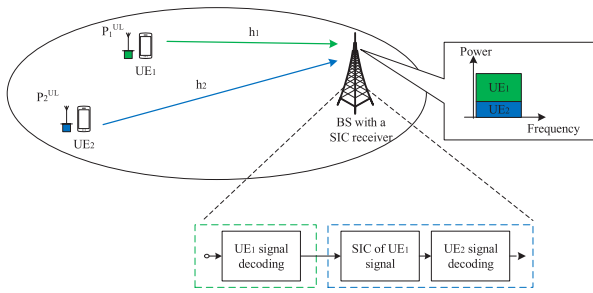 P₁ᵁᴸ
UE₁
h₁
P₂ᵁᴸ
UE₂
h₂
BS with a
SIC receiver
Power
UE₁
UE₂
Frequency
UE₁ signal
decoding
SIC of UE₁
signal
UE₂ signal
decoding